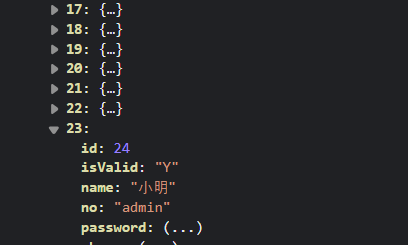 17: {…}
18: {…}
19: {…}
20: {…}
21: {…}
22: {…}
23:
id: 24
isValid: "Y"
name: "小明"
no: "admin"
password: (...)